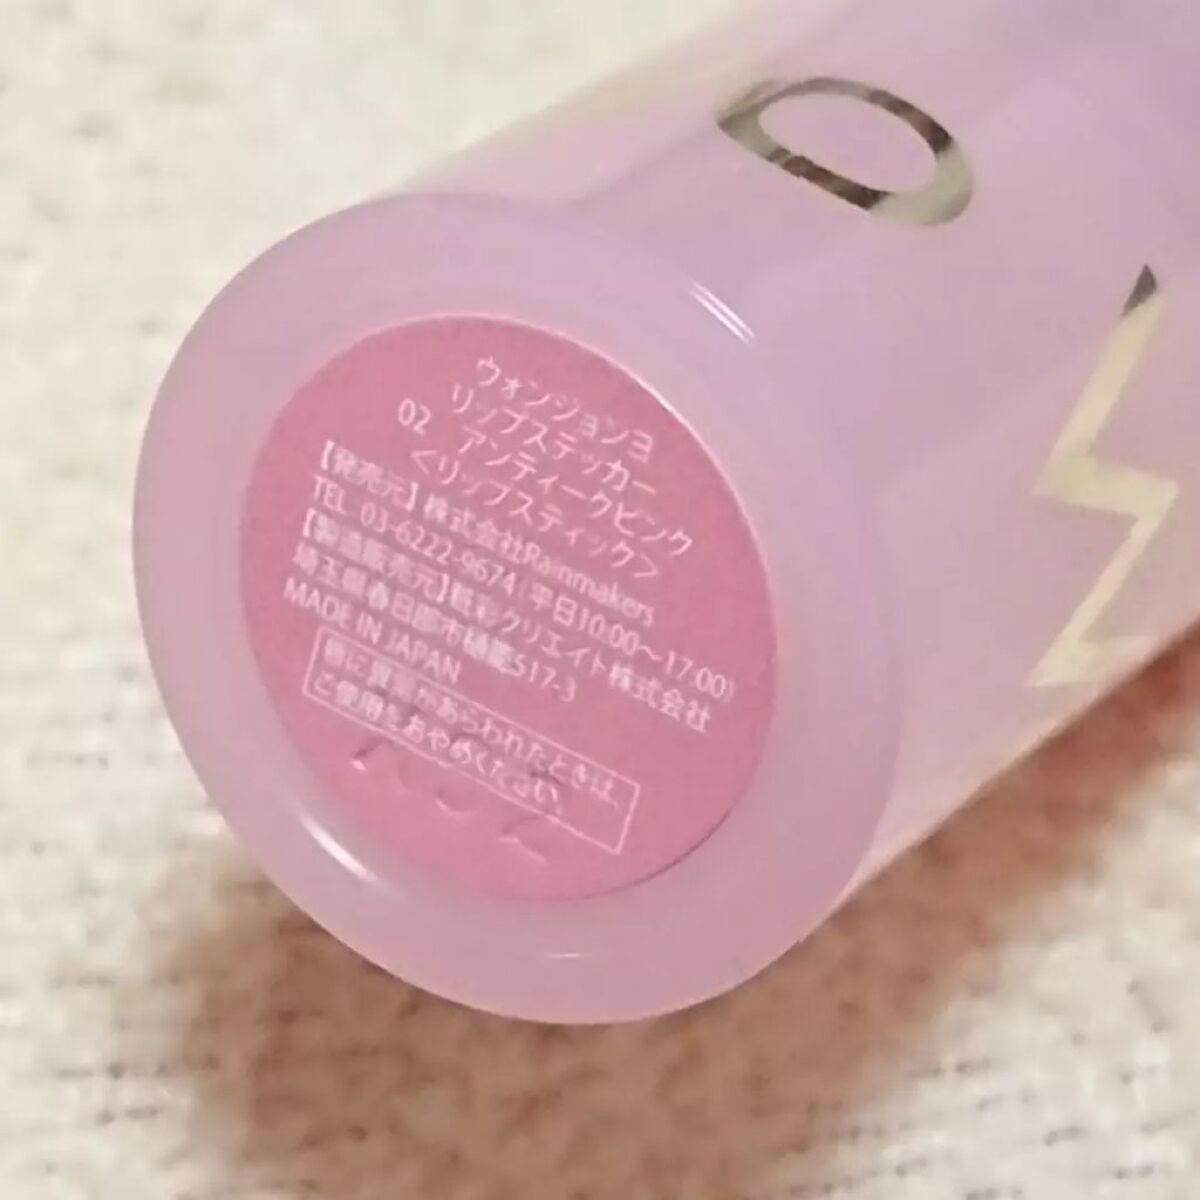 ウォンジョンヨ
リップステッカー
02 アンティークピンク
<リップスティック>
【発売元】株式会社Rainmakers
TEL 03-6222-9674(平日10:00〜17:00)
【製造販売元】粧彩クリエイト株式会社
埼玉県春日部市樋籠517-3
MADE IN JAPAN
唇に異常があらわれたときは、
ご使用をおやめください。